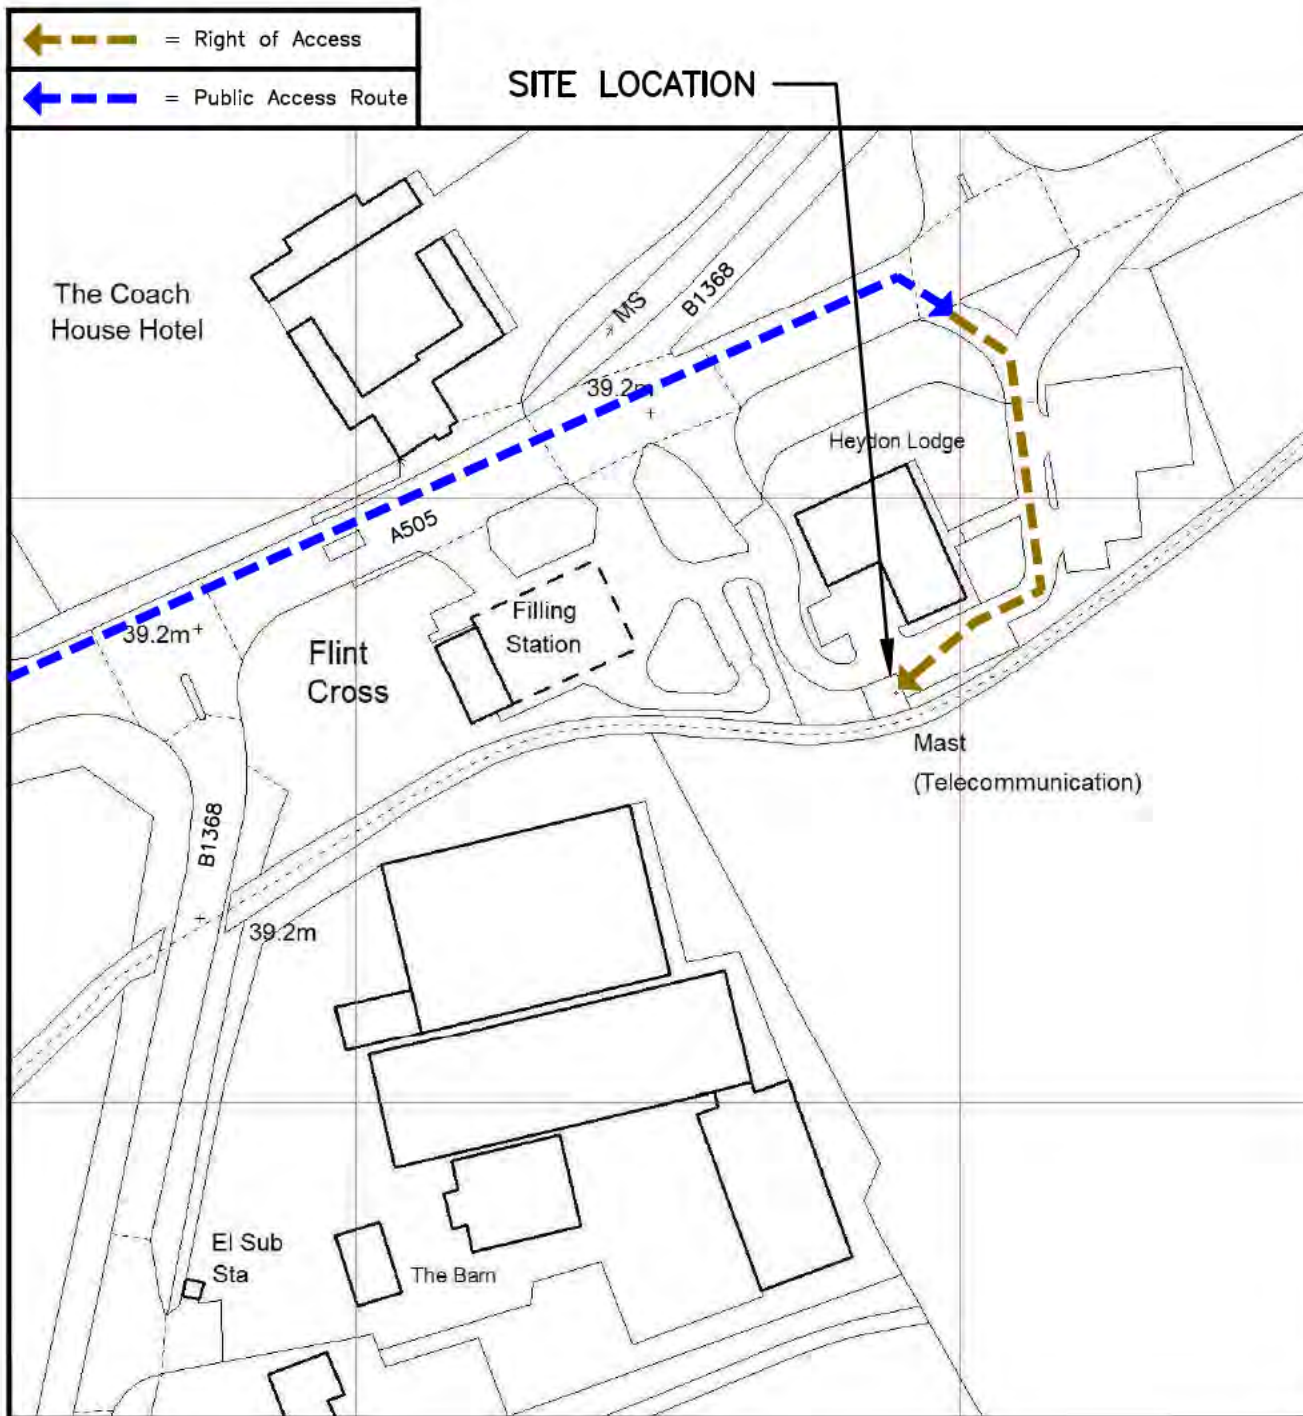 = Right of Access
= Public Access Route
SITE LOCATION
The Coach
House Hotel
MS
B1368
39.2m
Heydon Lodge
A505
Filling
Station
39.2m
Flint
Cross
Mast
(Telecommunication)
B1368
39.2m
El Sub
Sta
The Barn